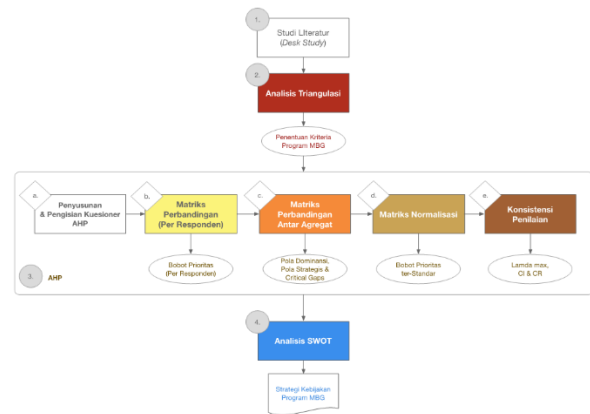 1.
Studi LIteratur
(Desk Study)
2.
Analisis Triangulasi
Penentuan Kriteria
Program MBG
a.
Penyusunan
& Pengisian Kuesioner
AHP
b.
Matriks
Perbandingan
(Per Responden)
c.
Matriks
Perbandingan
Antar Agregat
d.
Matriks Normalisasi
e.
Konsistensi
Penilaian
Bobot Prioritas
(Per Responden)
Pola Dominansi,
Pola Strategis &
Critical Gaps
Bobot Prioritas
ter-Standar
Lamda max,
CI & CR
3.
AHP
4.
Analisis SWOT
Strategi Kebijakan
Program MBG